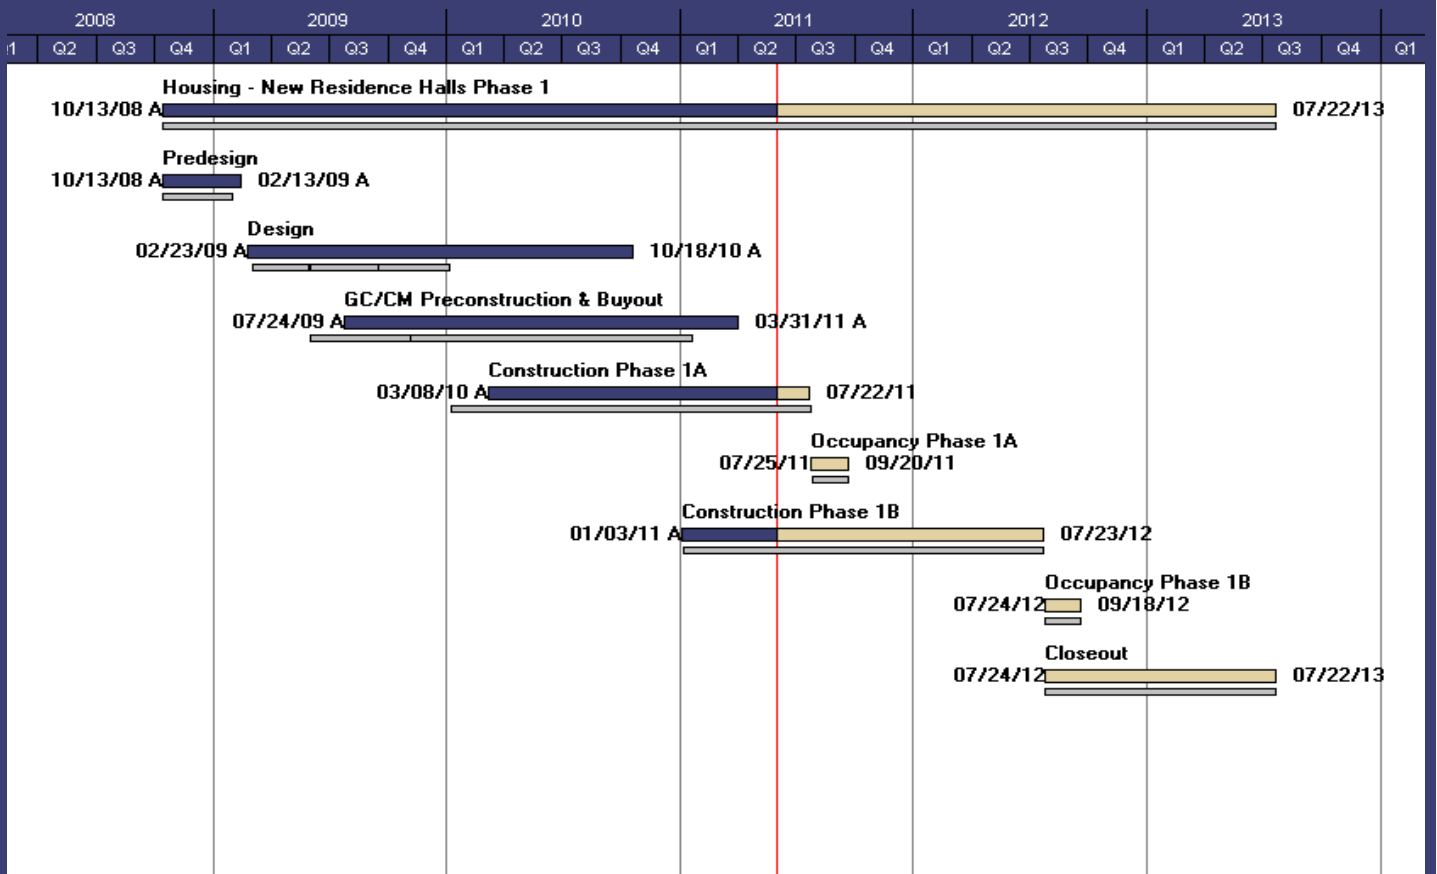 2008 2009 2010 2011 2012 2013
Q2 Q3 Q4 Q1 Q2 Q3 Q4 Q1 Q2 Q3 Q4 Q1 Q2 Q3 Q4 Q1 Q2 Q3 Q4 Q1 Q2 Q3 Q4 Q1
Housing - New Residence Halls Phase 1
10/13/08 A 07/22/13
Predesign
10/13/08 A 02/13/09 A
Design
02/23/09 A 10/18/10 A
GC/CM Preconstruction & Buyout
07/24/09 A 03/31/11 A
Construction Phase 1A
03/08/10 A 07/22/11
Occupancy Phase 1A
07/25/11 09/20/11
Construction Phase 1B
01/03/11 A 07/23/12
Occupancy Phase 1B
07/24/12 09/18/12
Closeout
07/24/12 07/22/13